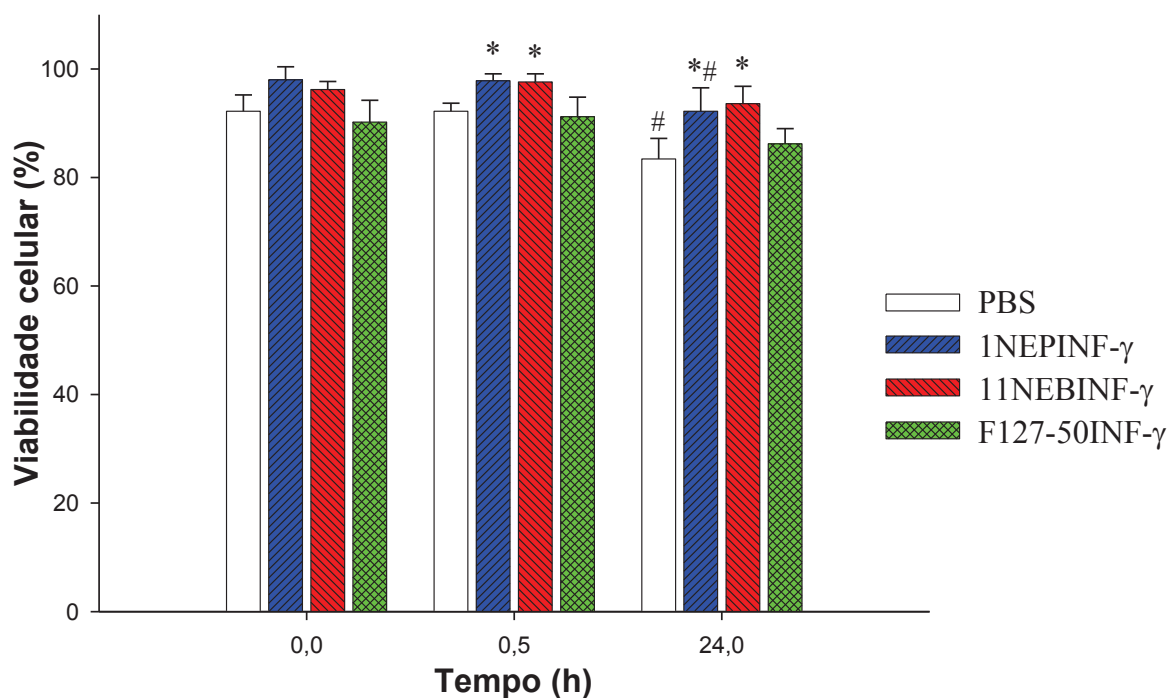 Viabilidade celular (%)
100
80
60
40
20
0
* *
# *# *
0,0 0,5 24,0
Tempo (h)
PBS
1NEPINF-γ
11NEBINF-γ
F127-50INF-γ